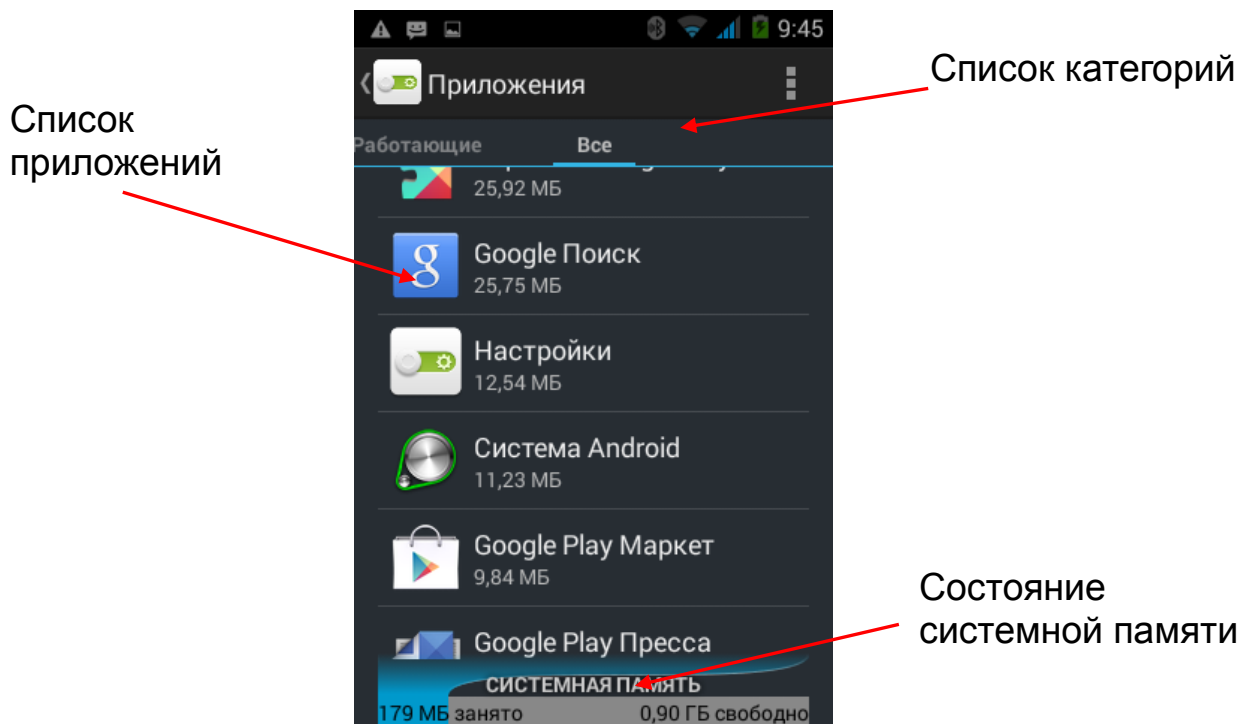 9:45
Приложения
Список категорий
Список
приложений
Работающие Все
25,92 МБ
Google Поиск
25,75 МБ
Настройки
12,54 МБ
Система Android
11,23 МБ
Google Play Маркет
9,84 МБ
Состояние
системной памяти
Google Play Пресса
СИСТЕМНАЯ ПАМЯТЬ
179 МБ занято 0,90 ГБ свободно